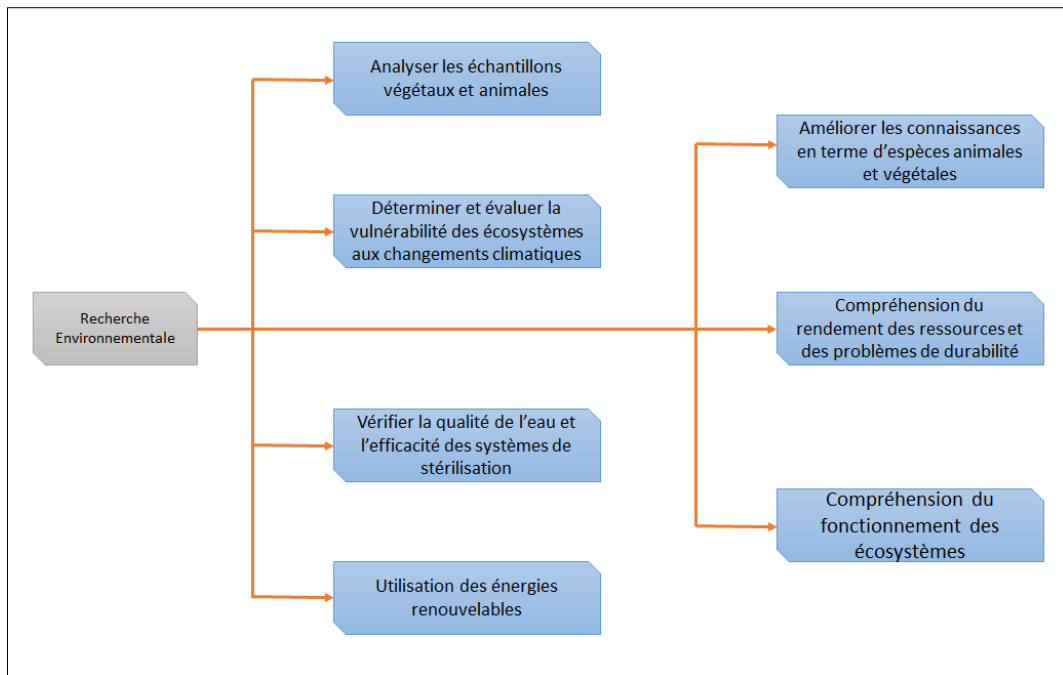 Recherche
Environnementale
Analyser les échantillons
végétaux et animales
Déterminer et évaluer la
vulnérabilité des écosystèmes
aux changements climatiques
Vérifier la qualité de l'eau et
l'efficacité des systèmes de
stérilisation
Utilisation des énergies
renouvelables
Améliorer les connaissances
en terme d'espèces animales
et végétales
Compréhension du
rendement des ressources et
des problèmes de durabilité
Compréhension du
fonctionnement des
écosystèmes